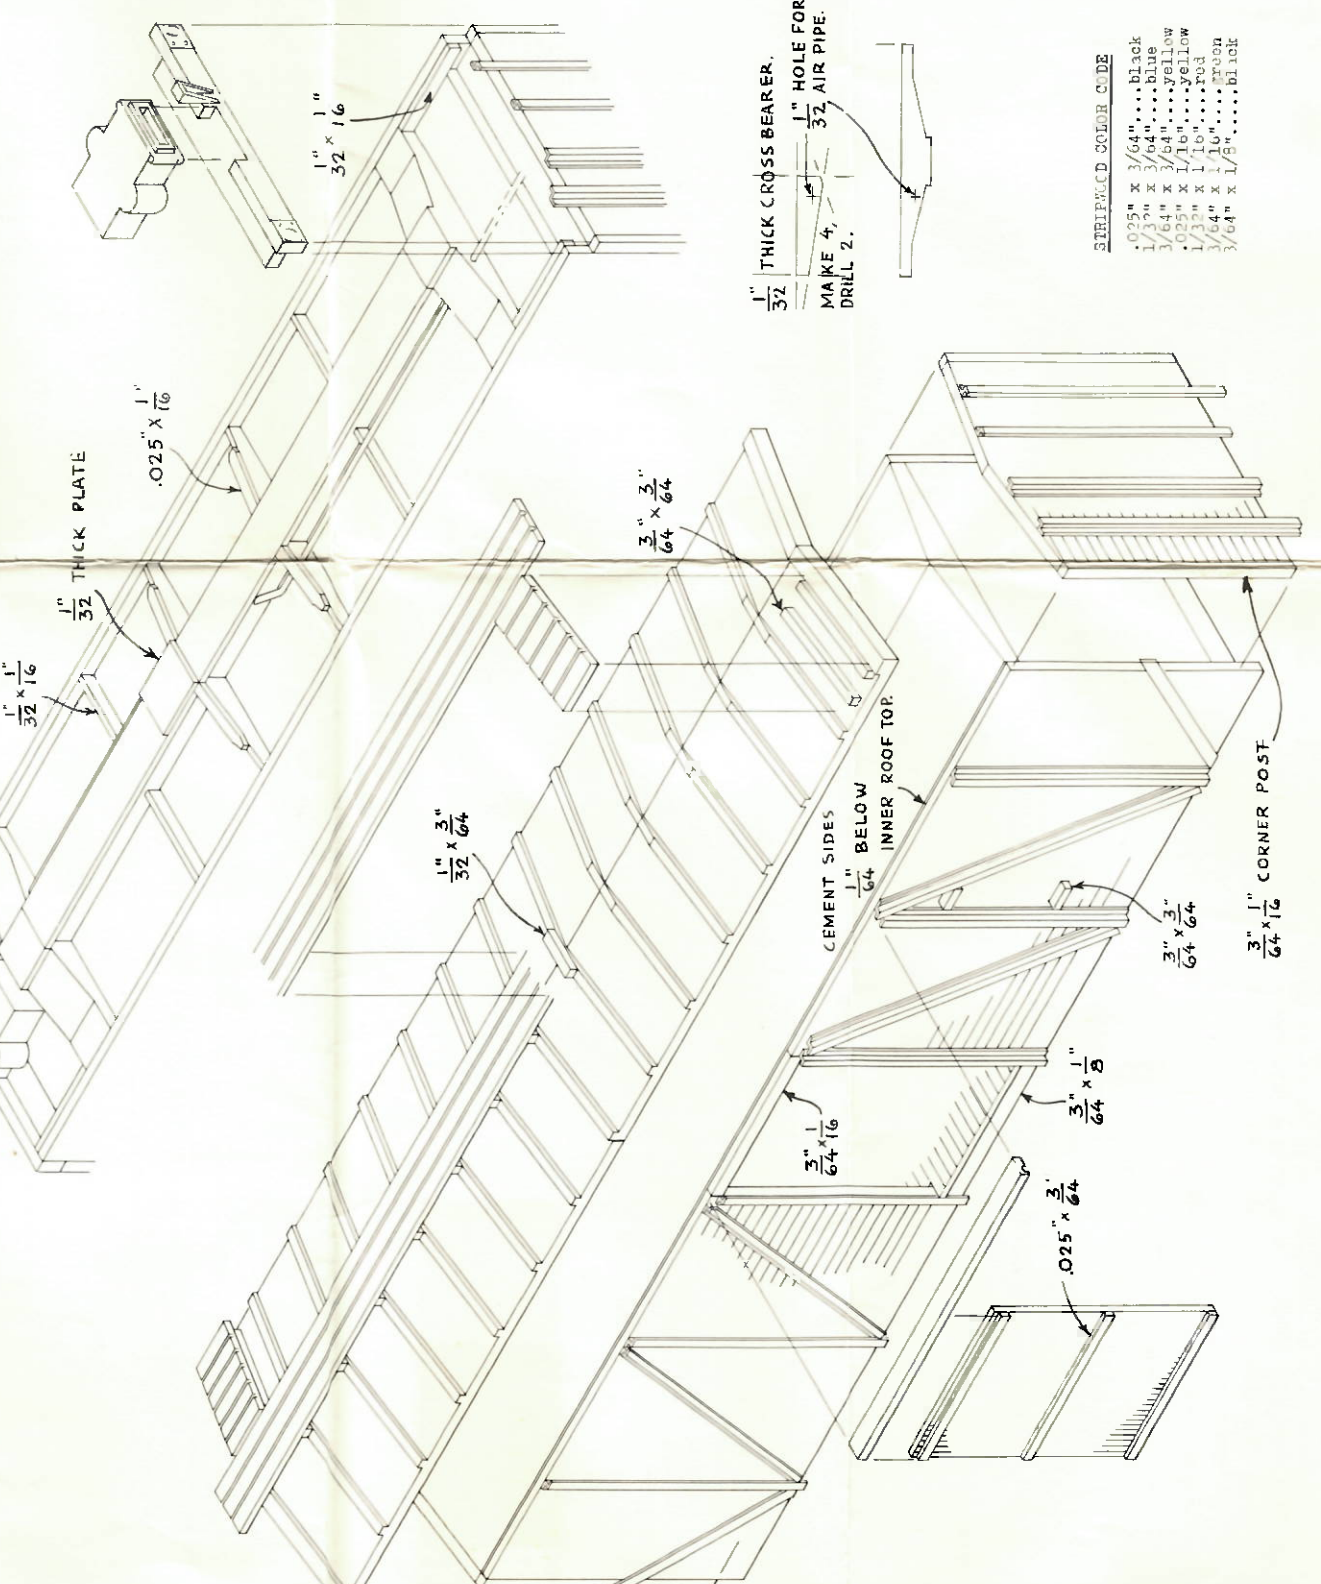 1/32" x 1/16"
.025" x 1/16"
1/32" THICK PLATE
1/32" x 1/16"
1/32" THICK CROSS BEARER.
MAKE 4,
DRILL 2.
1/32" HOLE FOR
AIR PIPE.
STRIPWOOD COLOR CODE
.025" x 3/64"....black
1/32" x 3/64"....blue
3/64" x 3/64"....yellow
.025" x 1/16"....yellow
1/32" x 1/16"....red
3/64" x 1/16"....green
3/64" x 1/8".....black
3/64" x 3/64"
1/32" x 3/64"
CEMENT SIDES
1/64" BELOW
INNER ROOF TOP.
3/64" x 3/64"
3/64" x 1/16" CORNER POST
3/64" x 1/16
3/64" x 1/8"
.025" x 3/64'